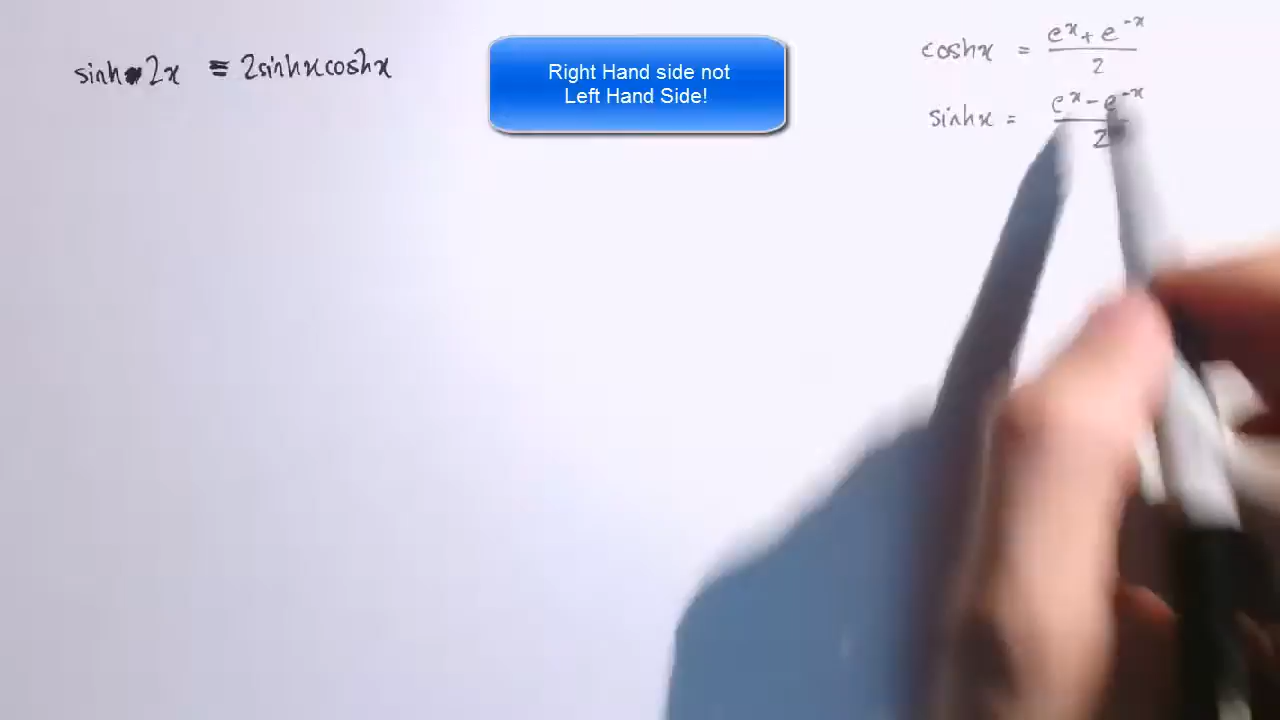 sinh 2x ≡ 2sinhxcoshx
Right Hand side not
Left Hand Side!
coshx = (e^x + e^-x)/2
sinhx = (e^x - e^-x)/2